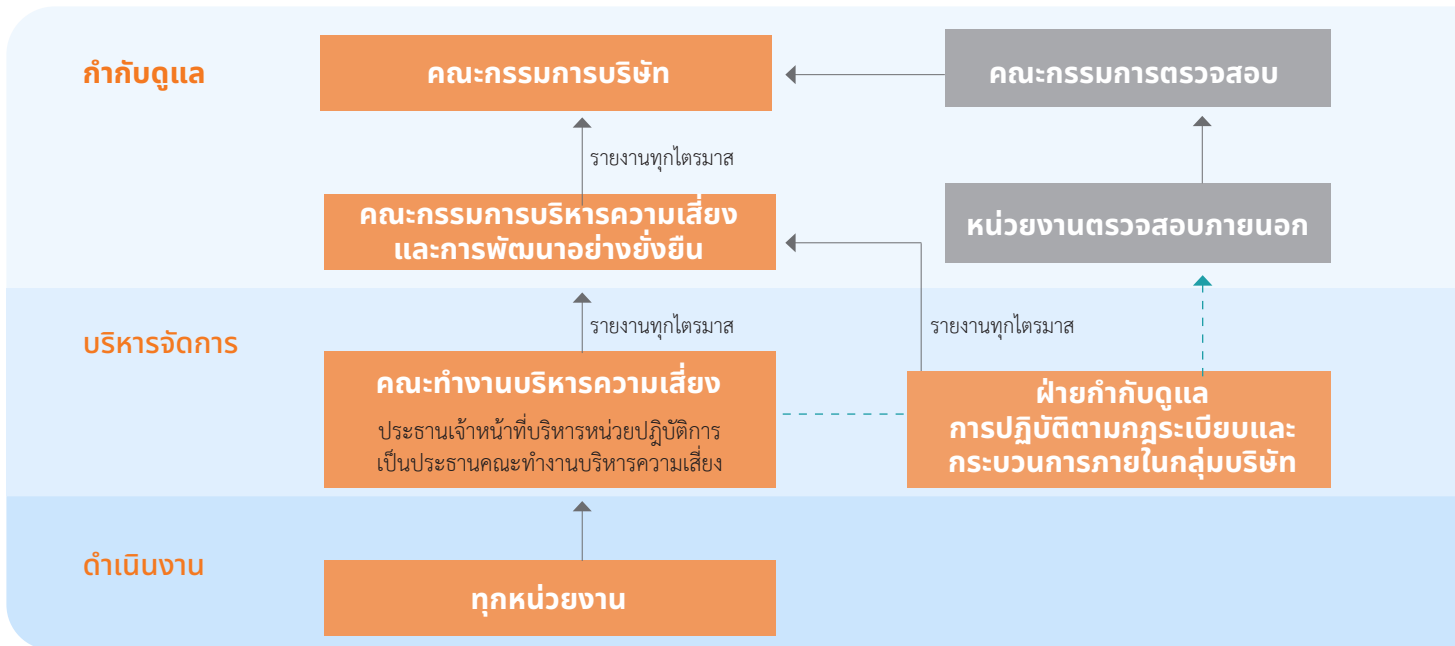 กำกับดูแล
คณะกรรมการบริษัท
คณะกรรมการตรวจสอบ
รายงานทุกไตรมาส
คณะกรรมการบริหารความเสี่ยง
และการพัฒนาอย่างยั่งยืน
หน่วยงานตรวจสอบภายนอก
บริหารจัดการ
รายงานทุกไตรมาส
รายงานทุกไตรมาส
คณะทำงานบริหารความเสี่ยง
ประธานเจ้าหน้าที่บริหารหน่วยปฎิบัติการ
เป็นประธานคณะทำงานบริหารความเสี่ยง
ฝ่ายกำกับดูแล
การปฏิบัติตามกฎระเบียบและ
กระบวนการภายในกลุ่มบริษัท
ดำเนินงาน
ทุกหน่วยงาน